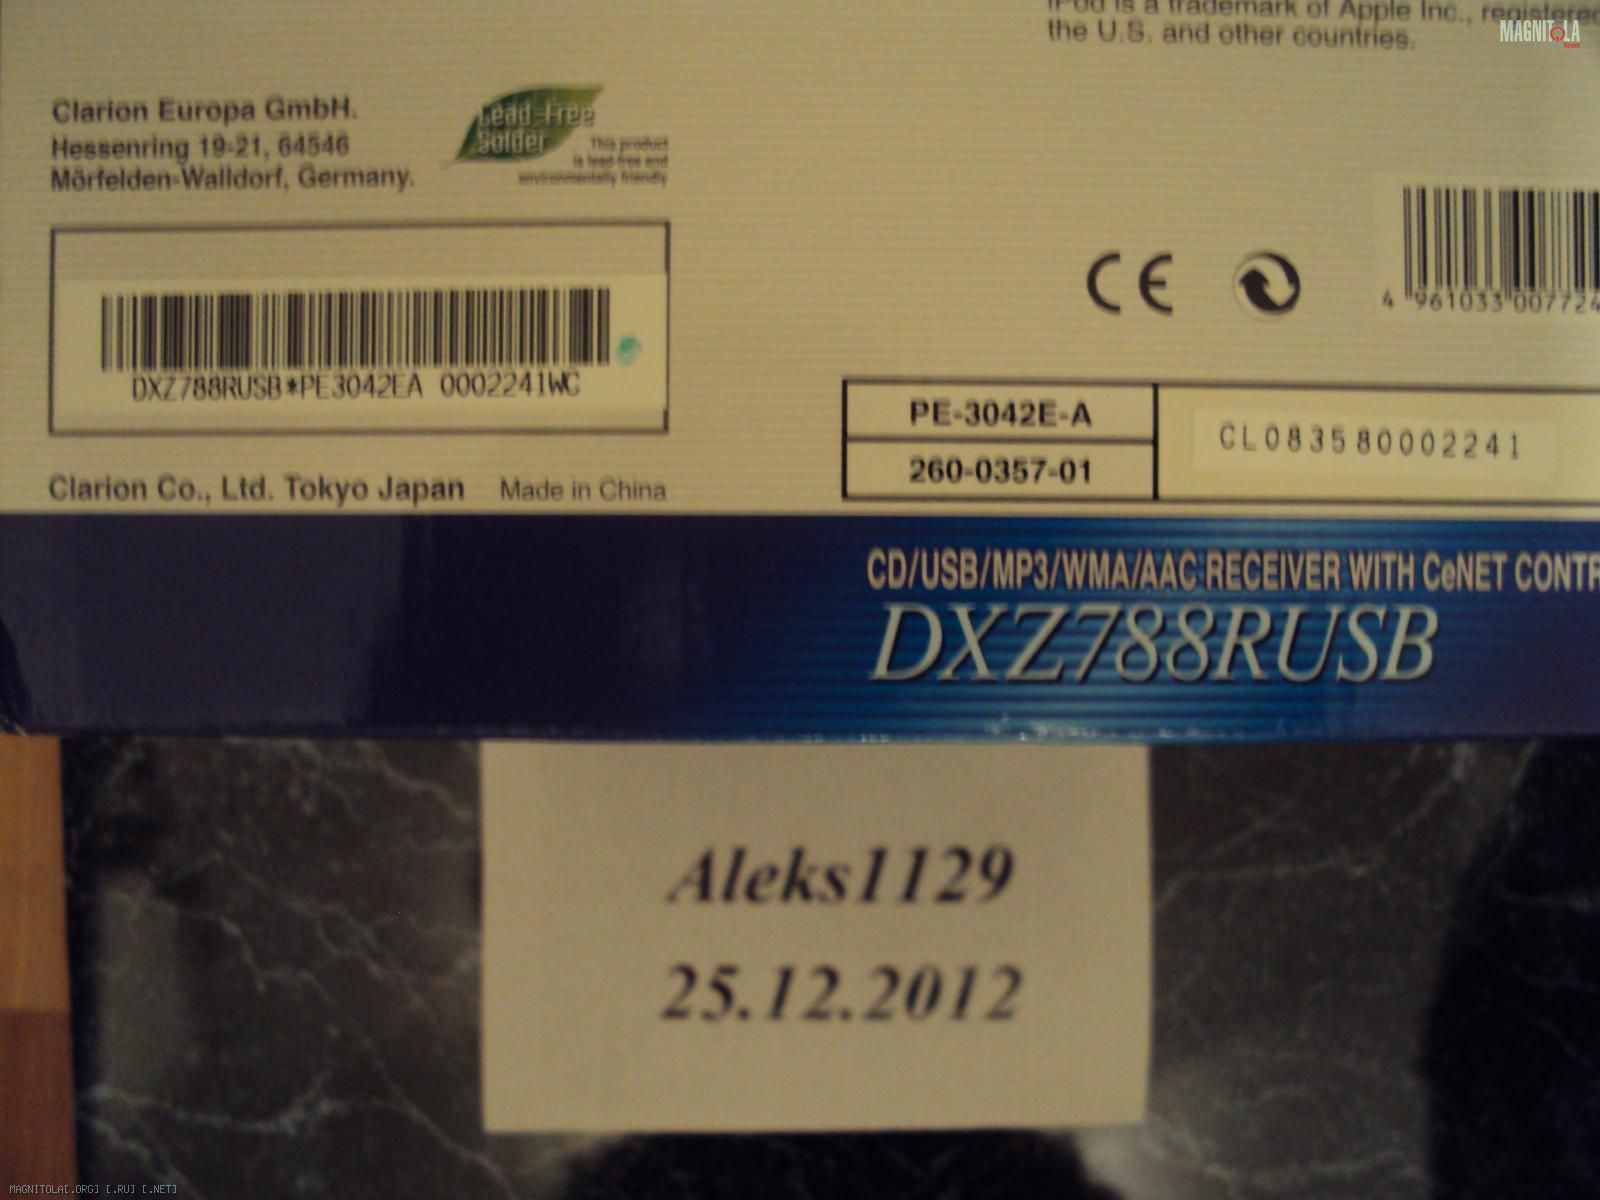 iPod is a trademark of Apple Inc., registered
the U.S. and other countries.
MAGNITOLA
Team
Clarion Europa GmbH.
Hessenring 19-21, 64546
Mörfelden-Walldorf, Germany.
Lead-Free
Solder
This product
is lead-free and
environmentally friendly
CE
4 961033 007724
DXZ788RUSB*PE3042EA 0002241WC
PE-3042E-A
260-0357-01
CL083580002241
Clarion Co., Ltd. Tokyo Japan Made in China
CD/USB/MP3/WMA/AAC RECEIVER WITH CeNET CONTR
DXZ788RUSB
Aleks1129
25.12.2012
MAGNITOLA[.ORG] [.RU] [.NET]